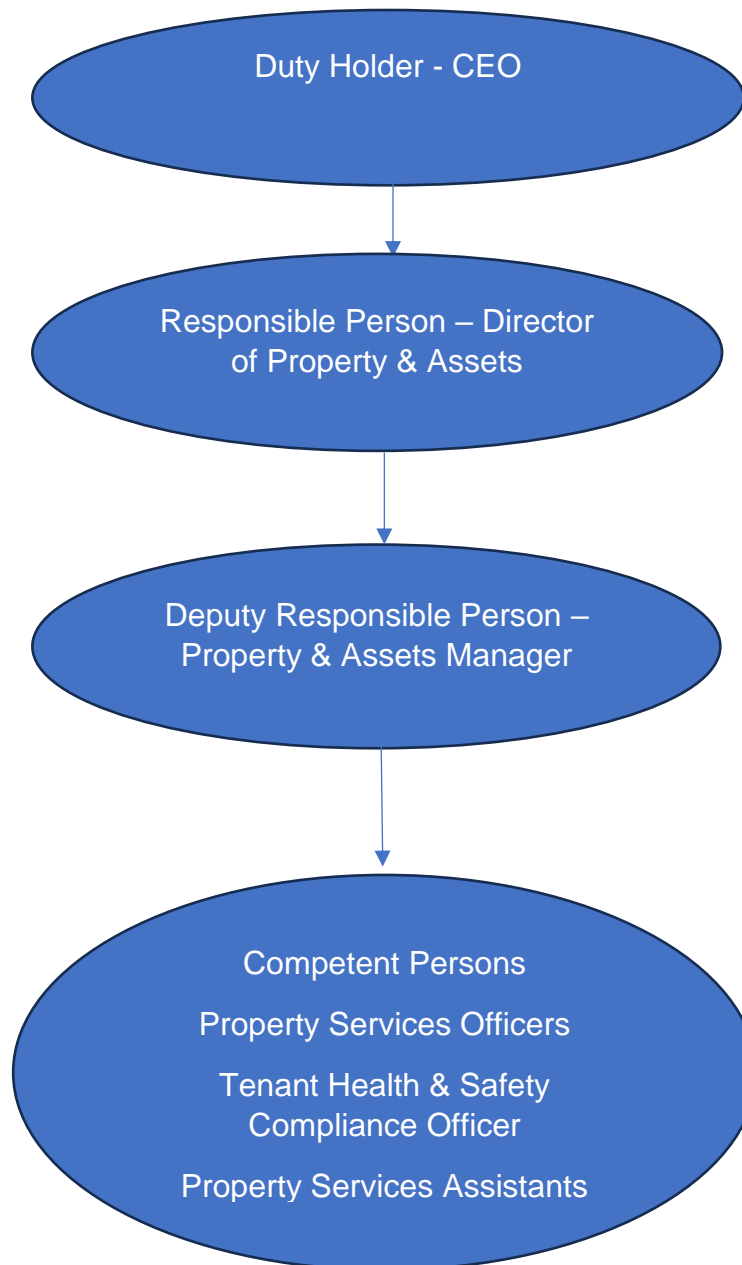 Duty Holder - CEO
Responsible Person – Director
of Property & Assets
Deputy Responsible Person –
Property & Assets Manager
Competent Persons
Property Services Officers
Tenant Health & Safety
Compliance Officer
Property Services Assistants